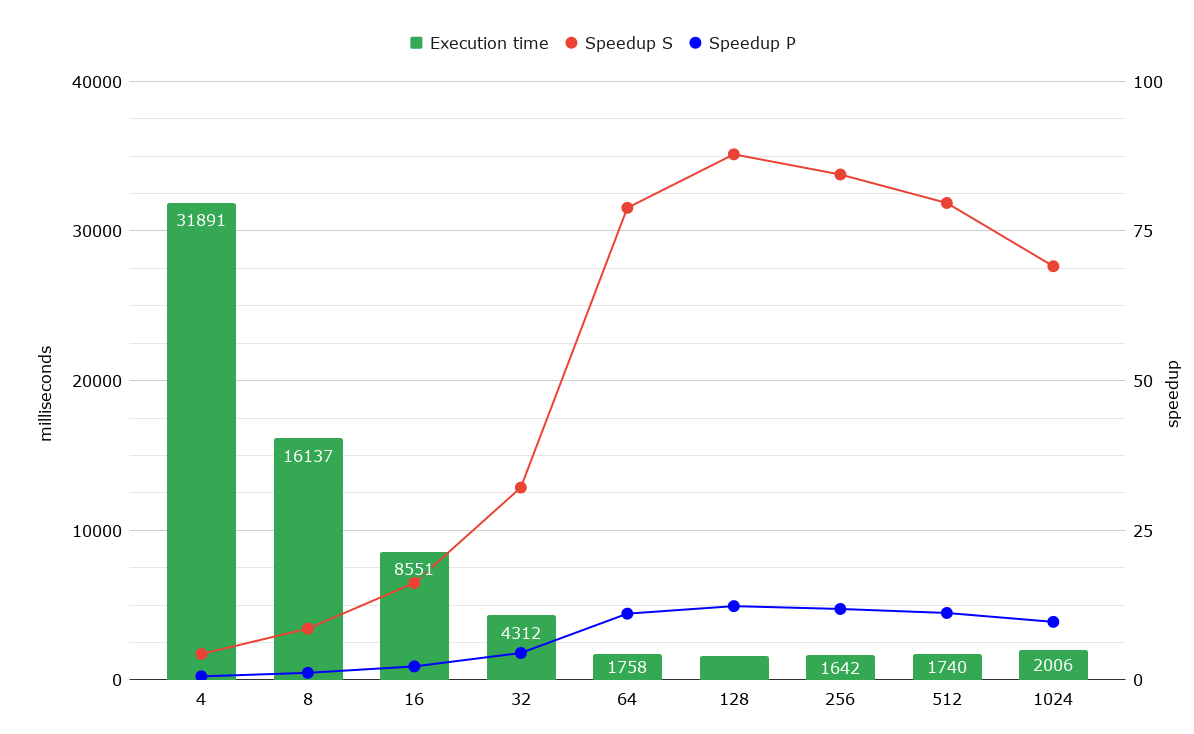 Execution time Speedup S Speedup P
40000 100
31891
30000 75
milliseconds
20000 50
speedup
16137
10000 25
8551
4312
1758 1642 1740 2006
0 0
4 8 16 32 64 128 256 512 1024